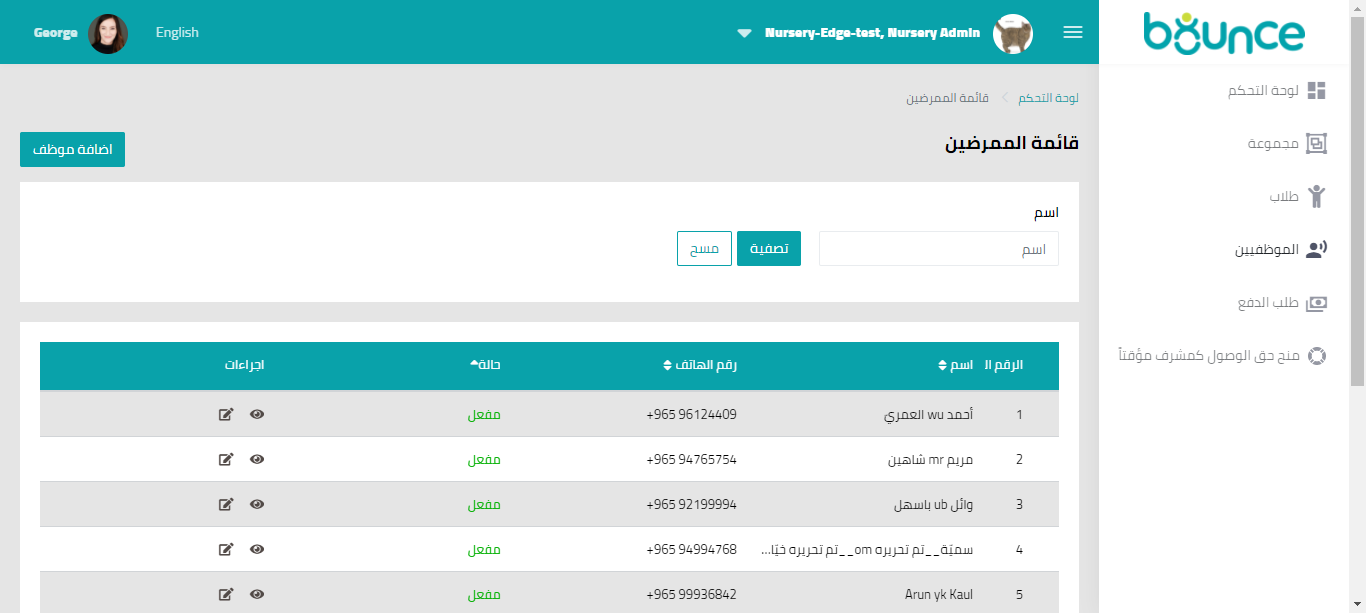 bounce
Nursery-Edge-test, Nursery Admin
English
George
لوحة التحكم
مجموعة
طلاب
الموظفيين
طلب الدفع
منح حق الوصول كمشرف مؤقتاً
لوحة التحكم
قائمة الممرضين
قائمة الممرضين
اضافة موظف
اسم
اسم
تصفية
مسح
الرقم ال اسم رقم الهاتف حالة اجراءات
1 أحمد wu العمري +965 96124409 مفعل
2 مريم mr شاهين +965 94765754 مفعل
3 وائل ub باسهل +965 92199994 مفعل
4 سميّة__تم تحريره om__تم تحريره خيّا... +965 94994768 مفعل
5 Arun yk Kaul +965 99936842 مفعل